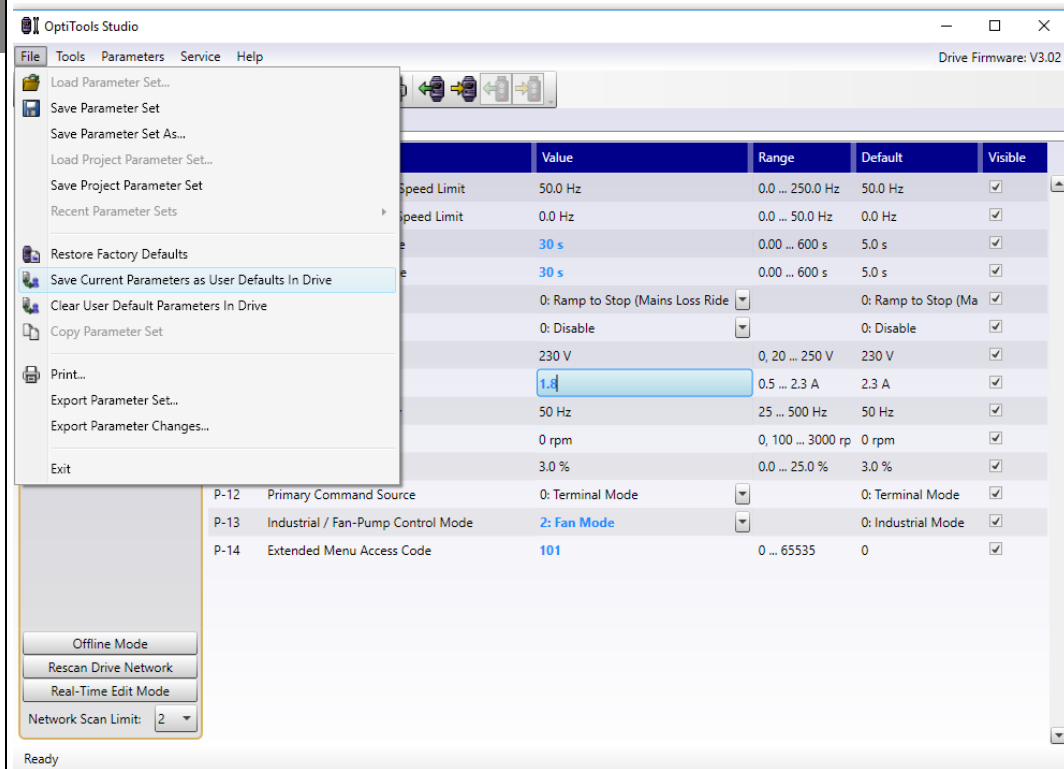 OptiTools Studio
File Tools Parameters Service Help Drive Firmware: V3.02
Load Parameter Set...
Save Parameter Set
Save Parameter Set As...
Load Project Parameter Set...
Save Project Parameter Set
Recent Parameter Sets
Restore Factory Defaults
Save Current Parameters as User Defaults In Drive
Clear User Default Parameters In Drive
Copy Parameter Set
Print...
Export Parameter Set...
Export Parameter Changes...
Exit
Value Range Default Visible
Speed Limit 50.0 Hz 0.0 ... 250.0 Hz 50.0 Hz
Speed Limit 0.0 Hz 0.0 ... 50.0 Hz 0.0 Hz
e 30 s 0.00 ... 600 s 5.0 s
e 30 s 0.00 ... 600 s 5.0 s
0: Ramp to Stop (Mains Loss Ride 0: Ramp to Stop (Ma
0: Disable 0: Disable
230 V 0, 20 ... 250 V 230 V
1.8 0.5 ... 2.3 A 2.3 A
50 Hz 25 ... 500 Hz 50 Hz
0 rpm 0, 100 ... 3000 rp 0 rpm
3.0 % 0.0 ... 25.0 % 3.0 %
P-12 Primary Command Source 0: Terminal Mode 0: Terminal Mode
P-13 Industrial / Fan-Pump Control Mode 2: Fan Mode 0: Industrial Mode
P-14 Extended Menu Access Code 101 0 ... 65535 0
Offline Mode
Rescan Drive Network
Real-Time Edit Mode
Network Scan Limit: 2
Ready